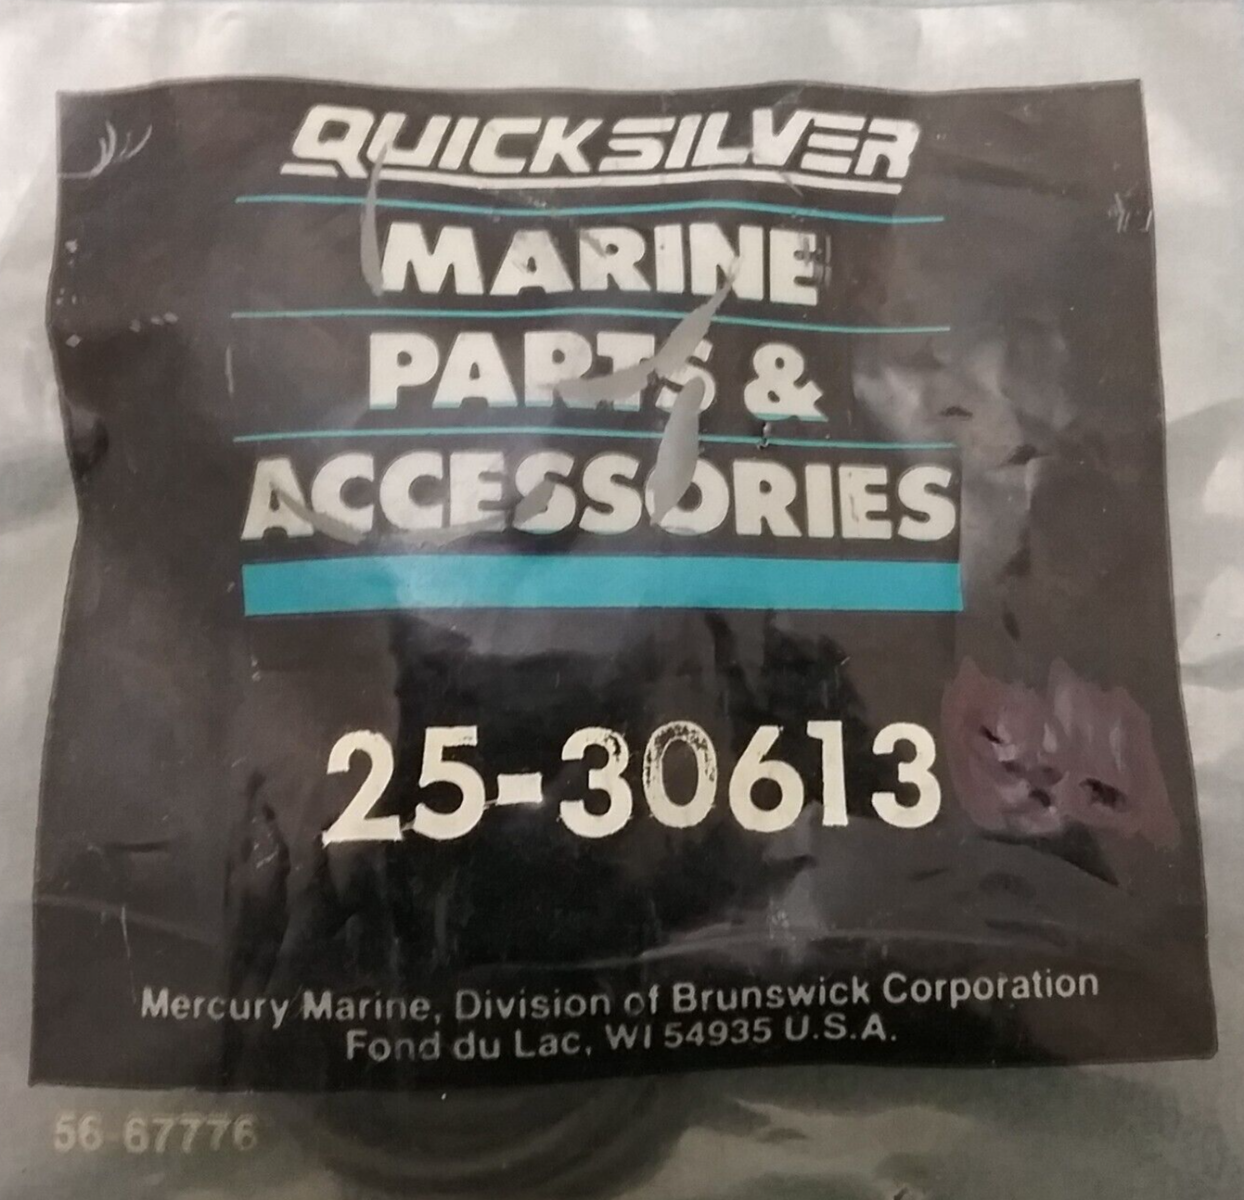 QUICKSILVER
MARINE
PARTS &
ACCESSORIES
25-30613
Mercury Marine, Division of Brunswick Corporation
Fond du Lac, WI 54935 U.S.A.
56-67776